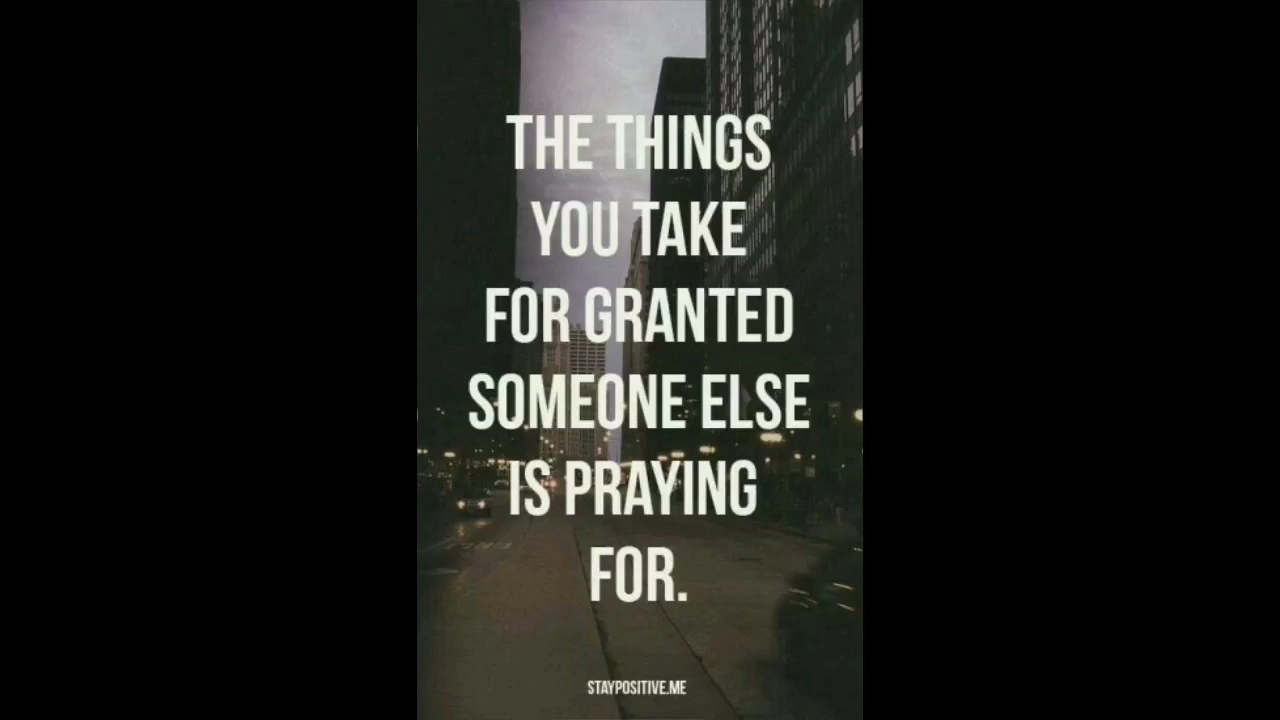 THE THINGS
YOU TAKE
FOR GRANTED
SOMEONE ELSE
IS PRAYING
FOR.
STAYPOSITIVE.ME